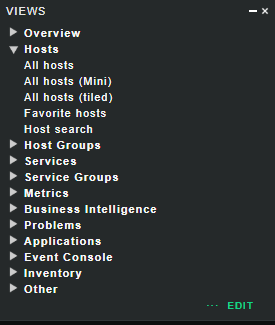 VIEWS
Overview
Hosts
All hosts
All hosts (Mini)
All hosts (tiled)
Favorite hosts
Host search
Host Groups
Services
Service Groups
Metrics
Business Intelligence
Problems
Applications
Event Console
Inventory
Other
... EDIT